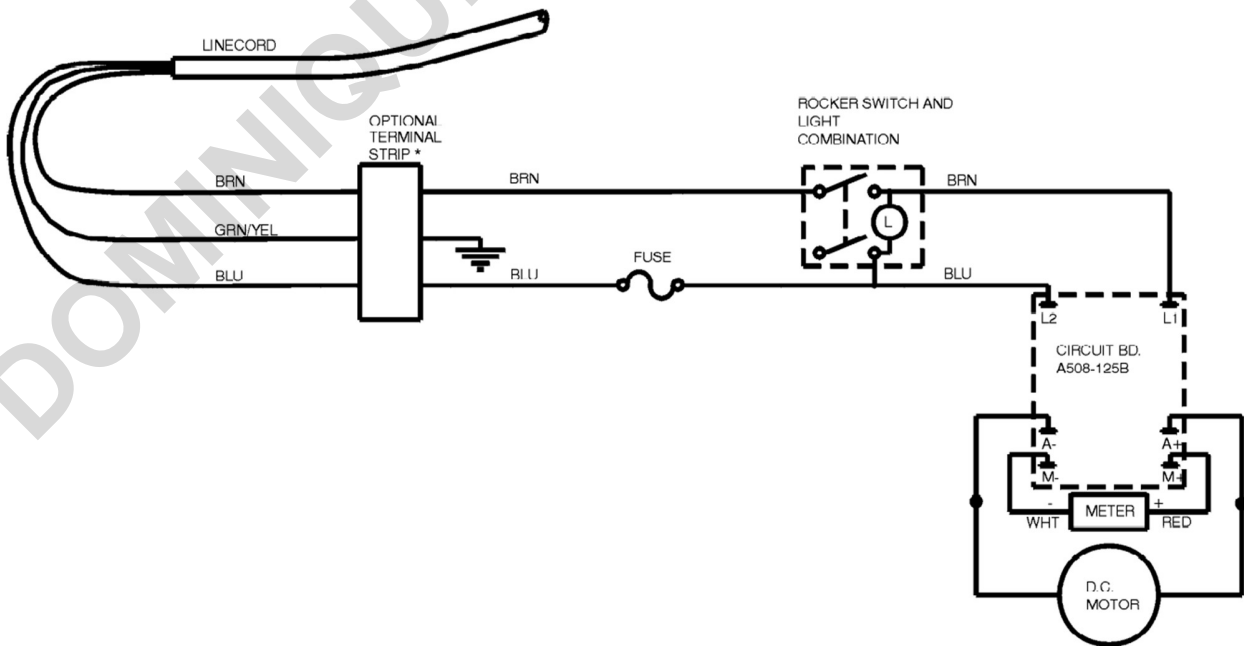 DOMINIQU
LINECORD
OPTIONAL
TERMINAL
STRIP *
ROCKER SWITCH AND
LIGHT
COMBINATION
BRN
BRN
BRN
L
GRN/YEL
FUSE
BLU
BLU
BLU
L2
L1
CIRCUIT BD.
A508-125B
A-
A+
M-
M+
- METER +
WHT
RED
D.C.
MOTOR